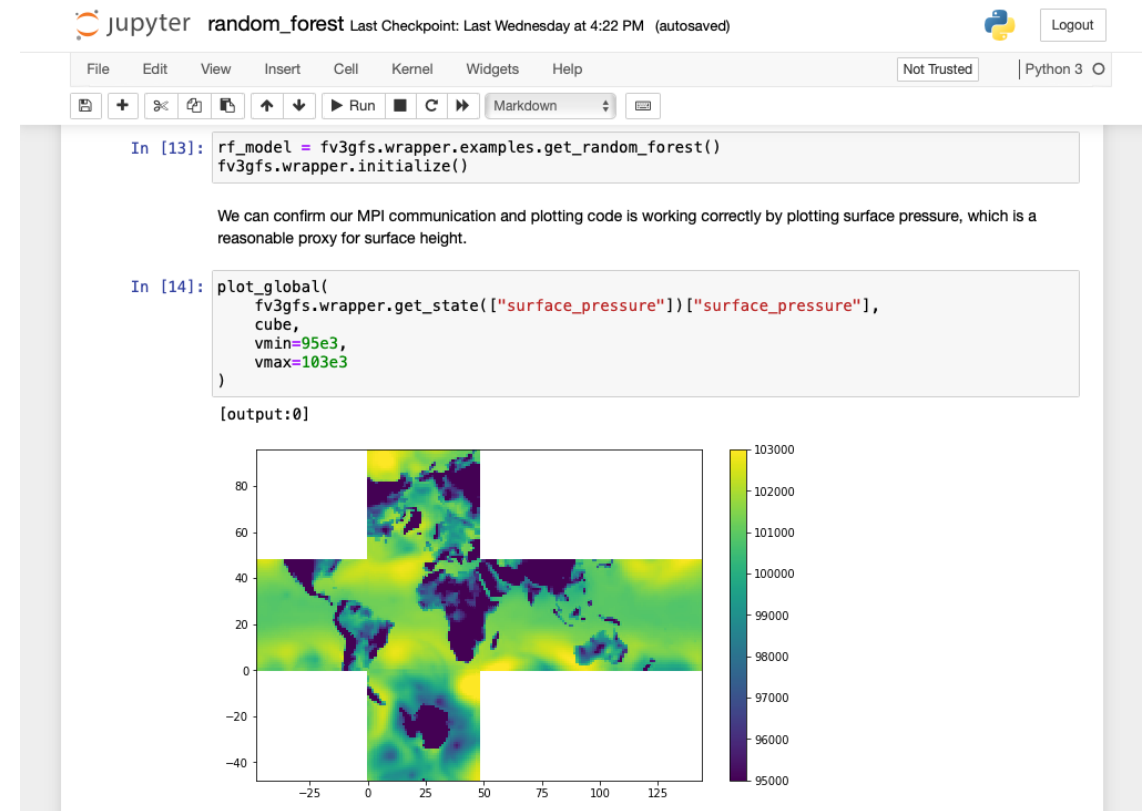 jupyter random_forest Last Checkpoint: Last Wednesday at 4:22 PM (autosaved)
Logout
File Edit View Insert Cell Kernel Widgets Help
Not Trusted
Python 3
Run
Markdown
In [13]: rf_model = fv3gfs.wrapper.examples.get_random_forest()
fv3gfs.wrapper.initialize()
We can confirm our MPI communication and plotting code is working correctly by plotting surface pressure, which is a
reasonable proxy for surface height.
In [14]: plot_global(
    fv3gfs.wrapper.get_state(["surface_pressure"])["surface_pressure"],
    cube,
    vmin=95e3,
    vmax=103e3
)
[output:0]
80
60
40
20
0
−20
−40
−25 0 25 50 75 100 125
103000
102000
101000
100000
99000
98000
97000
96000
95000